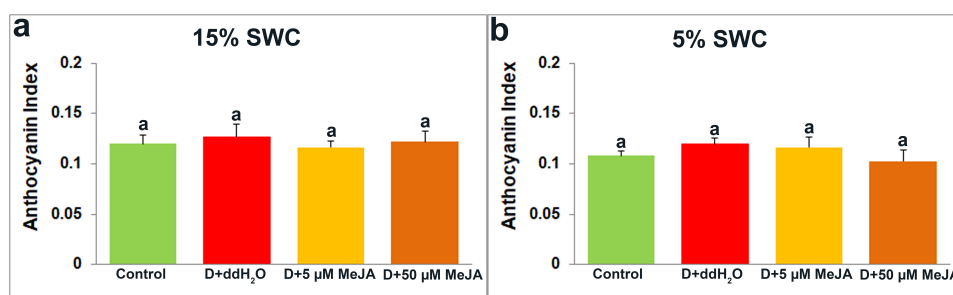 a
15% SWC
Anthocyanin Index
0.2
0.15
0.1
0.05
0
a
a
a
a
Control
D+ddH₂O
D+5 µM MeJA
D+50 µM MeJA
b
5% SWC
Anthocyanin Index
0.2
0.15
0.1
0.05
0
a
a
a
a
Control
D+ddH₂O
D+5 µM MeJA
D+50 µM MeJA